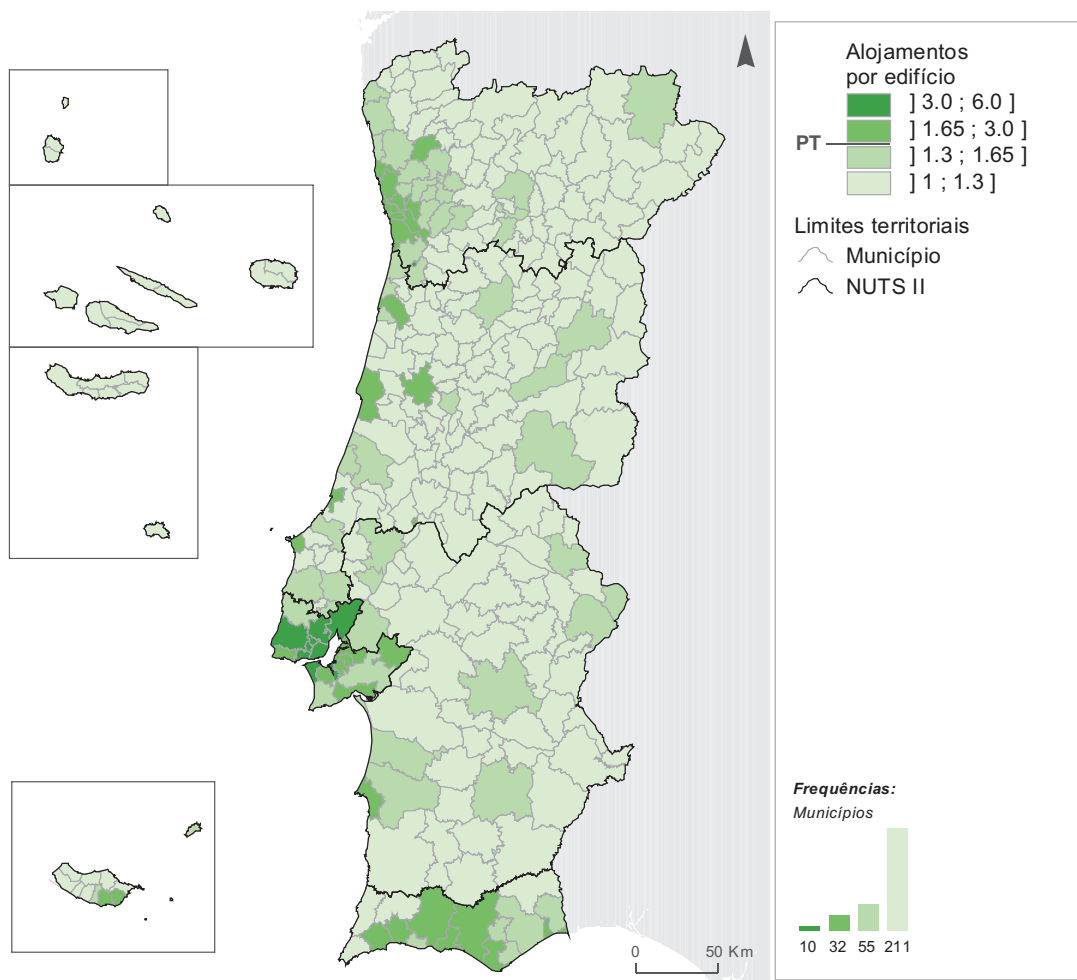 Alojamentos
por edifício
] 3.0 ; 6.0 ]
] 1.65 ; 3.0 ]
PT
] 1.3 ; 1.65 ]
] 1 ; 1.3 ]
Limites territoriais
Município
NUTS II
Frequências:
Municípios
10 32 55 211
0 50 Km